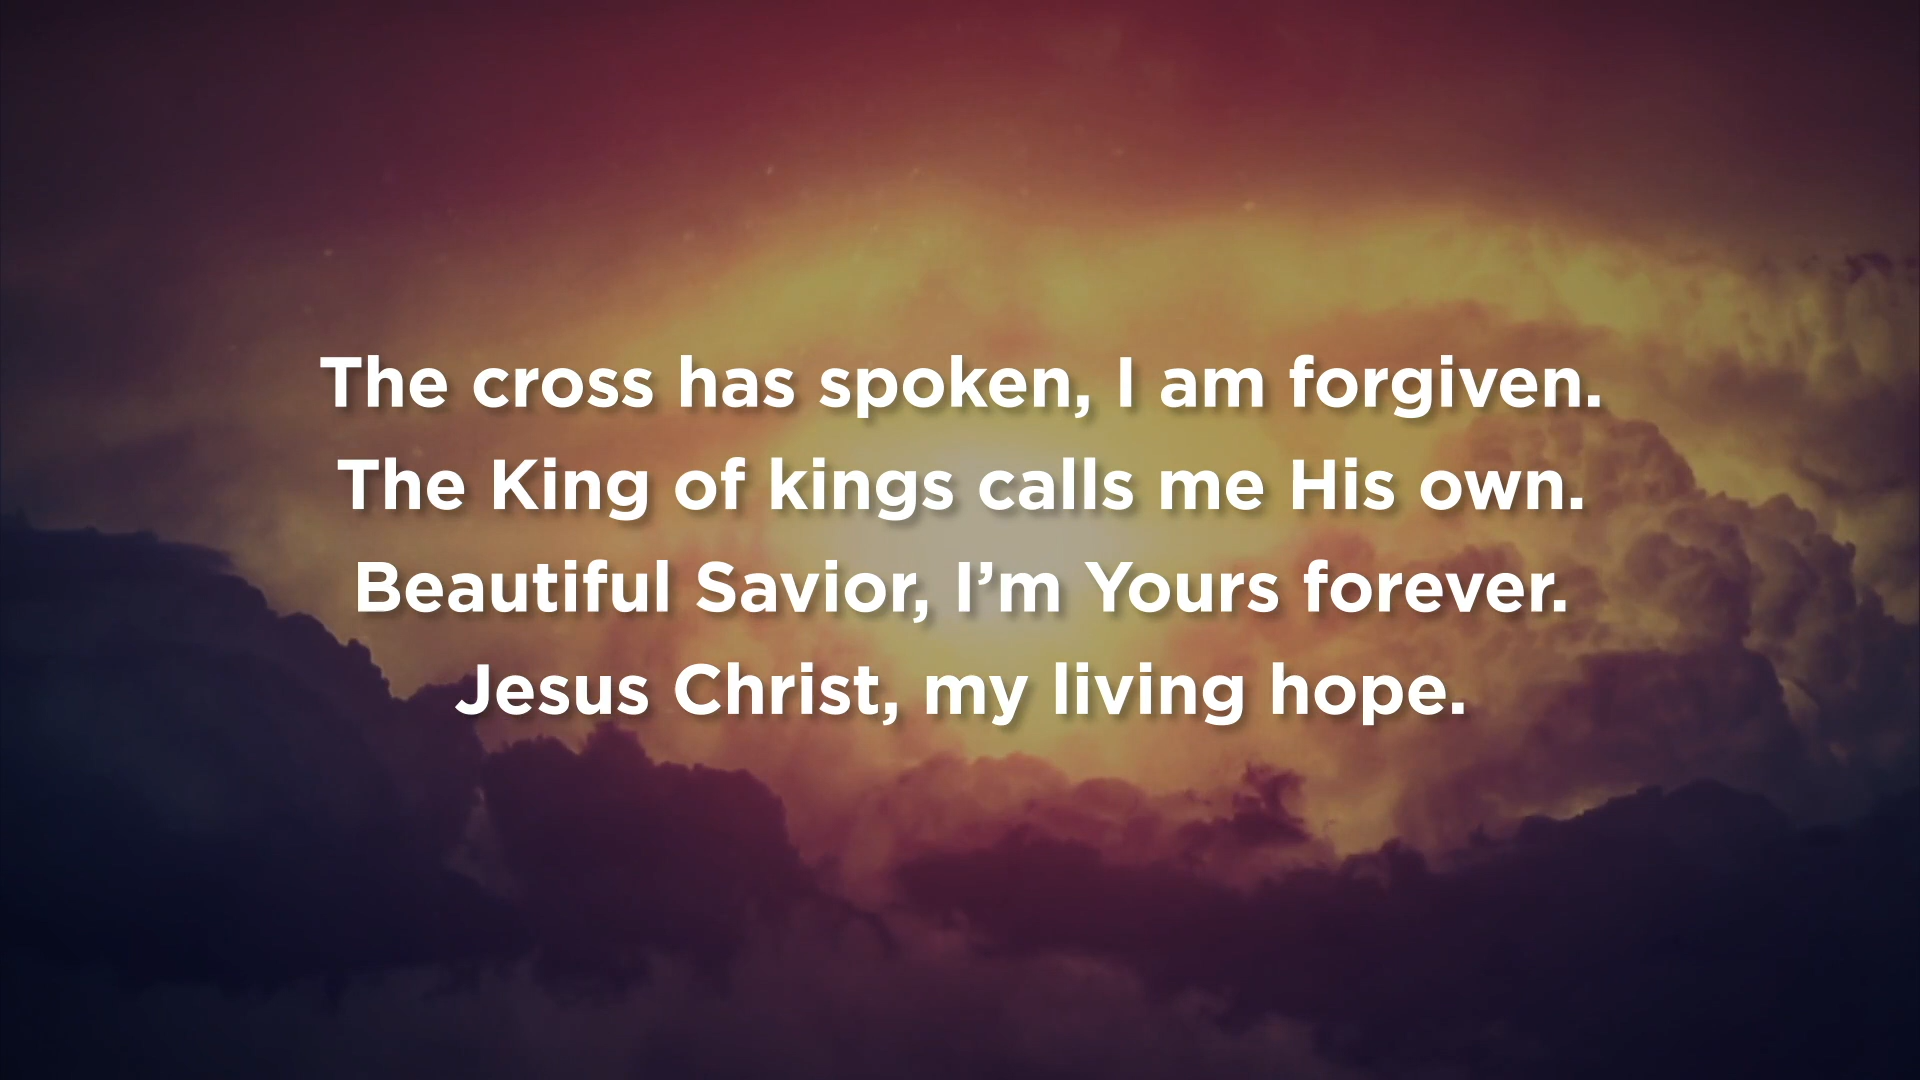 The cross has spoken, I am forgiven.
The King of kings calls me His own.
Beautiful Savior, I’m Yours forever.
Jesus Christ, my living hope.